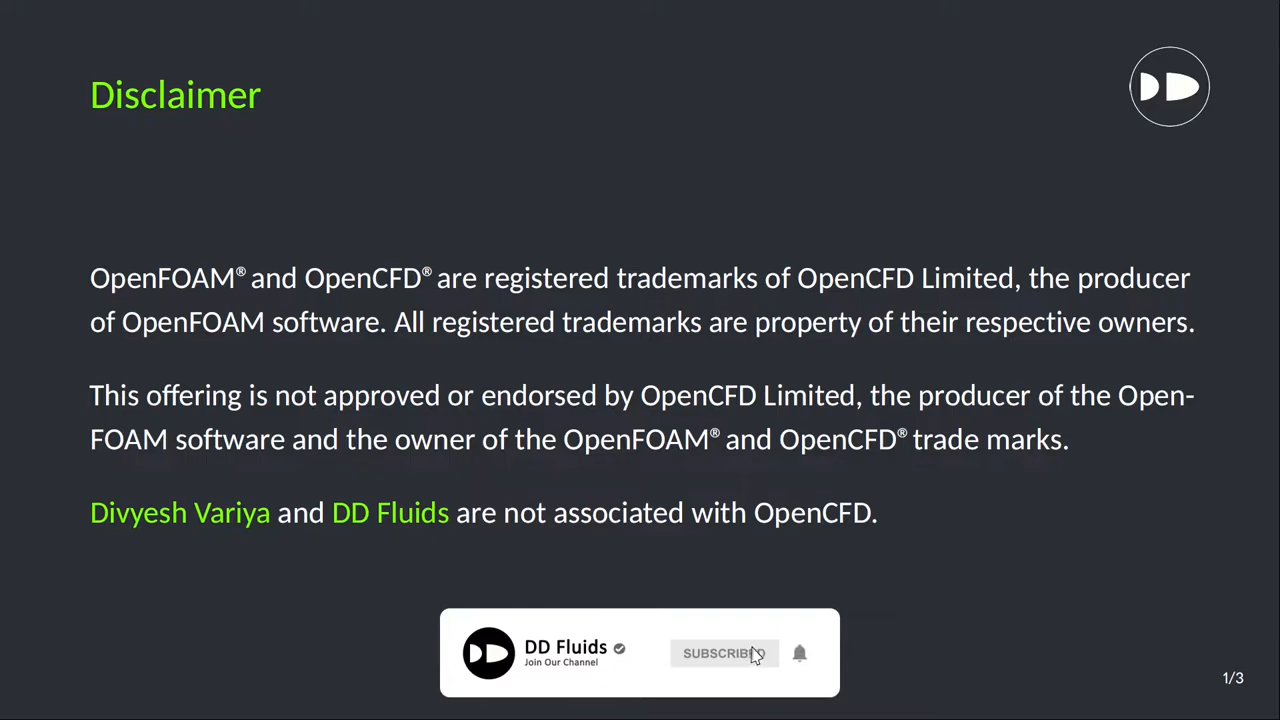 Disclaimer
OpenFOAM® and OpenCFD® are registered trademarks of OpenCFD Limited, the producer
of OpenFOAM software. All registered trademarks are property of their respective owners.
This offering is not approved or endorsed by OpenCFD Limited, the producer of the Open-
FOAM software and the owner of the OpenFOAM® and OpenCFD® trade marks.
Divyesh Variya and DD Fluids are not associated with OpenCFD.
DD Fluids
Join Our Channel
SUBSCRIBED
1/3